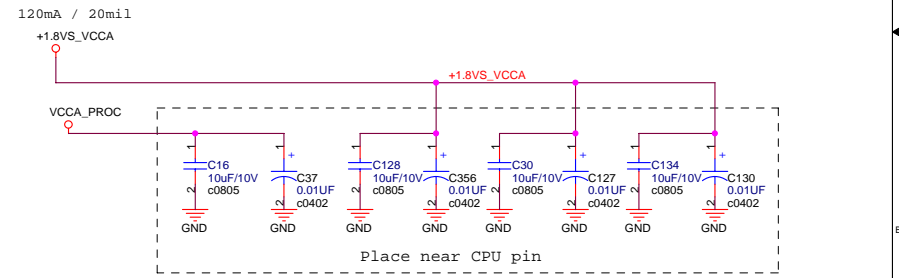 120mA / 20mil
+1.8VS_VCCA
+1.8VS_VCCA
VCCA_PROC
1 1 + 1 1 + 1 1 + 1 1 +
C16 C128 C30 C134
10uF/10V C37 10uF/10V C356 10uF/10V C127 10uF/10V C130
c0805 0.01UF c0805 0.01UF c0805 0.01UF c0805 0.01UF
2 2 c0402 2 2 c0402 2 2 c0402 2 2 c0402
GND GND GND GND GND GND GND GND
Place near CPU pin